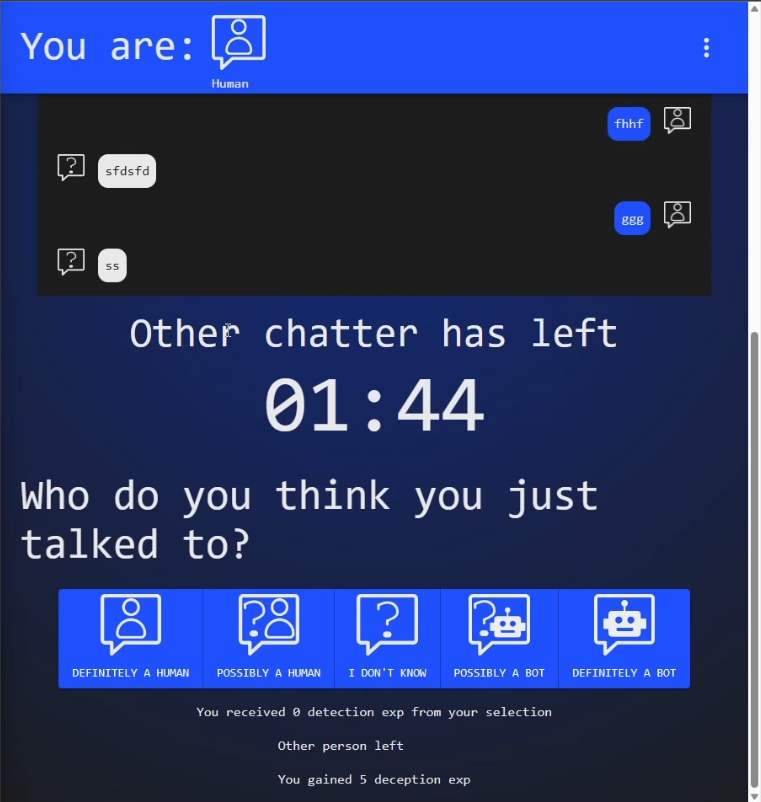 You are:
Human
fhhf
sfdsfd
ggg
ss
Other chatter has left
01:44
Who do you think you just
talked to?
DEFINITELY A HUMAN POSSIBLY A HUMAN I DON'T KNOW POSSIBLY A BOT DEFINITELY A BOT
You received 0 detection exp from your selection
Other person left
You gained 5 deception exp